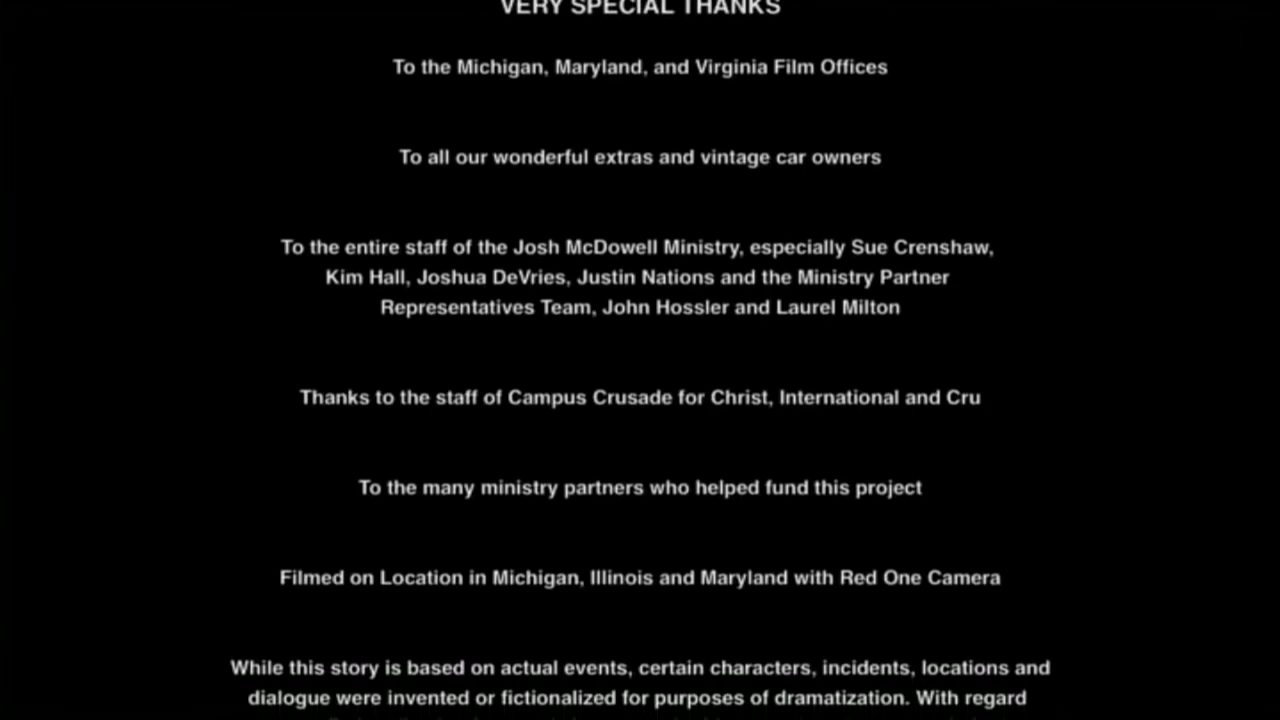 VERY SPECIAL THANKS
To the Michigan, Maryland, and Virginia Film Offices
To all our wonderful extras and vintage car owners
To the entire staff of the Josh McDowell Ministry, especially Sue Crenshaw,
Kim Hall, Joshua DeVries, Justin Nations and the Ministry Partner
Representatives Team, John Hossler and Laurel Milton
Thanks to the staff of Campus Crusade for Christ, International and Cru
To the many ministry partners who helped fund this project
Filmed on Location in Michigan, Illinois and Maryland with Red One Camera
While this story is based on actual events, certain characters, incidents, locations and
dialogue were invented or fictionalized for purposes of dramatization. With regard